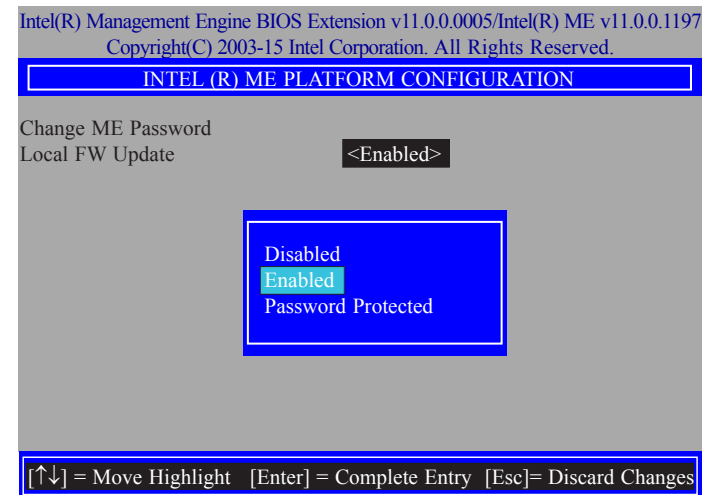 Intel(R) Management Engine BIOS Extension v11.0.0.0005/Intel(R) ME v11.0.0.1197
Copyright(C) 2003-15 Intel Corporation. All Rights Reserved.
INTEL (R) ME PLATFORM CONFIGURATION
Change ME Password
Local FW Update <Enabled>
Disabled
Enabled
Password Protected
[↑↓] = Move Highlight [Enter] = Complete Entry [Esc]= Discard Changes